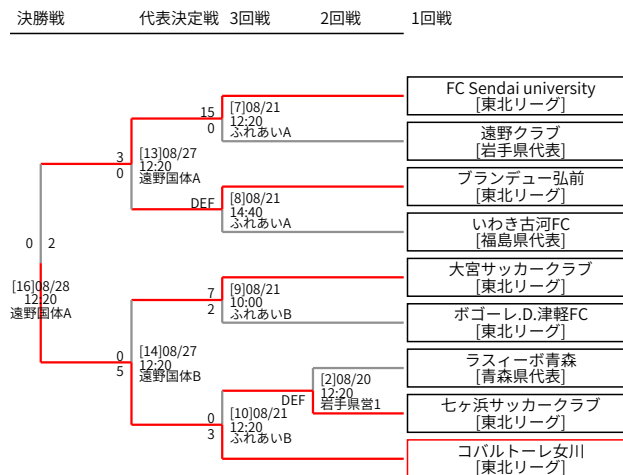 決勝戦 代表決定戦 3回戦 2回戦 1回戦
FC Sendai university
[東北リーグ]
15
[7]08/21
0
12:20
ふれあいA
遠野クラブ
[岩手県代表]
3
[13]08/27
0
12:20
遠野国体A
ブランデュー弘前
[東北リーグ]
DEF
[8]08/21
14:40
ふれあいA
いわき古河FC
[福島県代表]
0 2
[16]08/28
12:20
遠野国体A
大宮サッカークラブ
[東北リーグ]
7
[9]08/21
2
10:00
ふれあいB
ボゴーレ.D.津軽FC
[東北リーグ]
0
[14]08/27
5
12:20
遠野国体B
ラスィーボ青森
[青森県代表]
DEF
[2]08/20
12:20
岩手県営1
七ヶ浜サッカークラブ
[東北リーグ]
0
[10]08/21
3
12:20
ふれあいB
コバルトーレ女川
[東北リーグ]